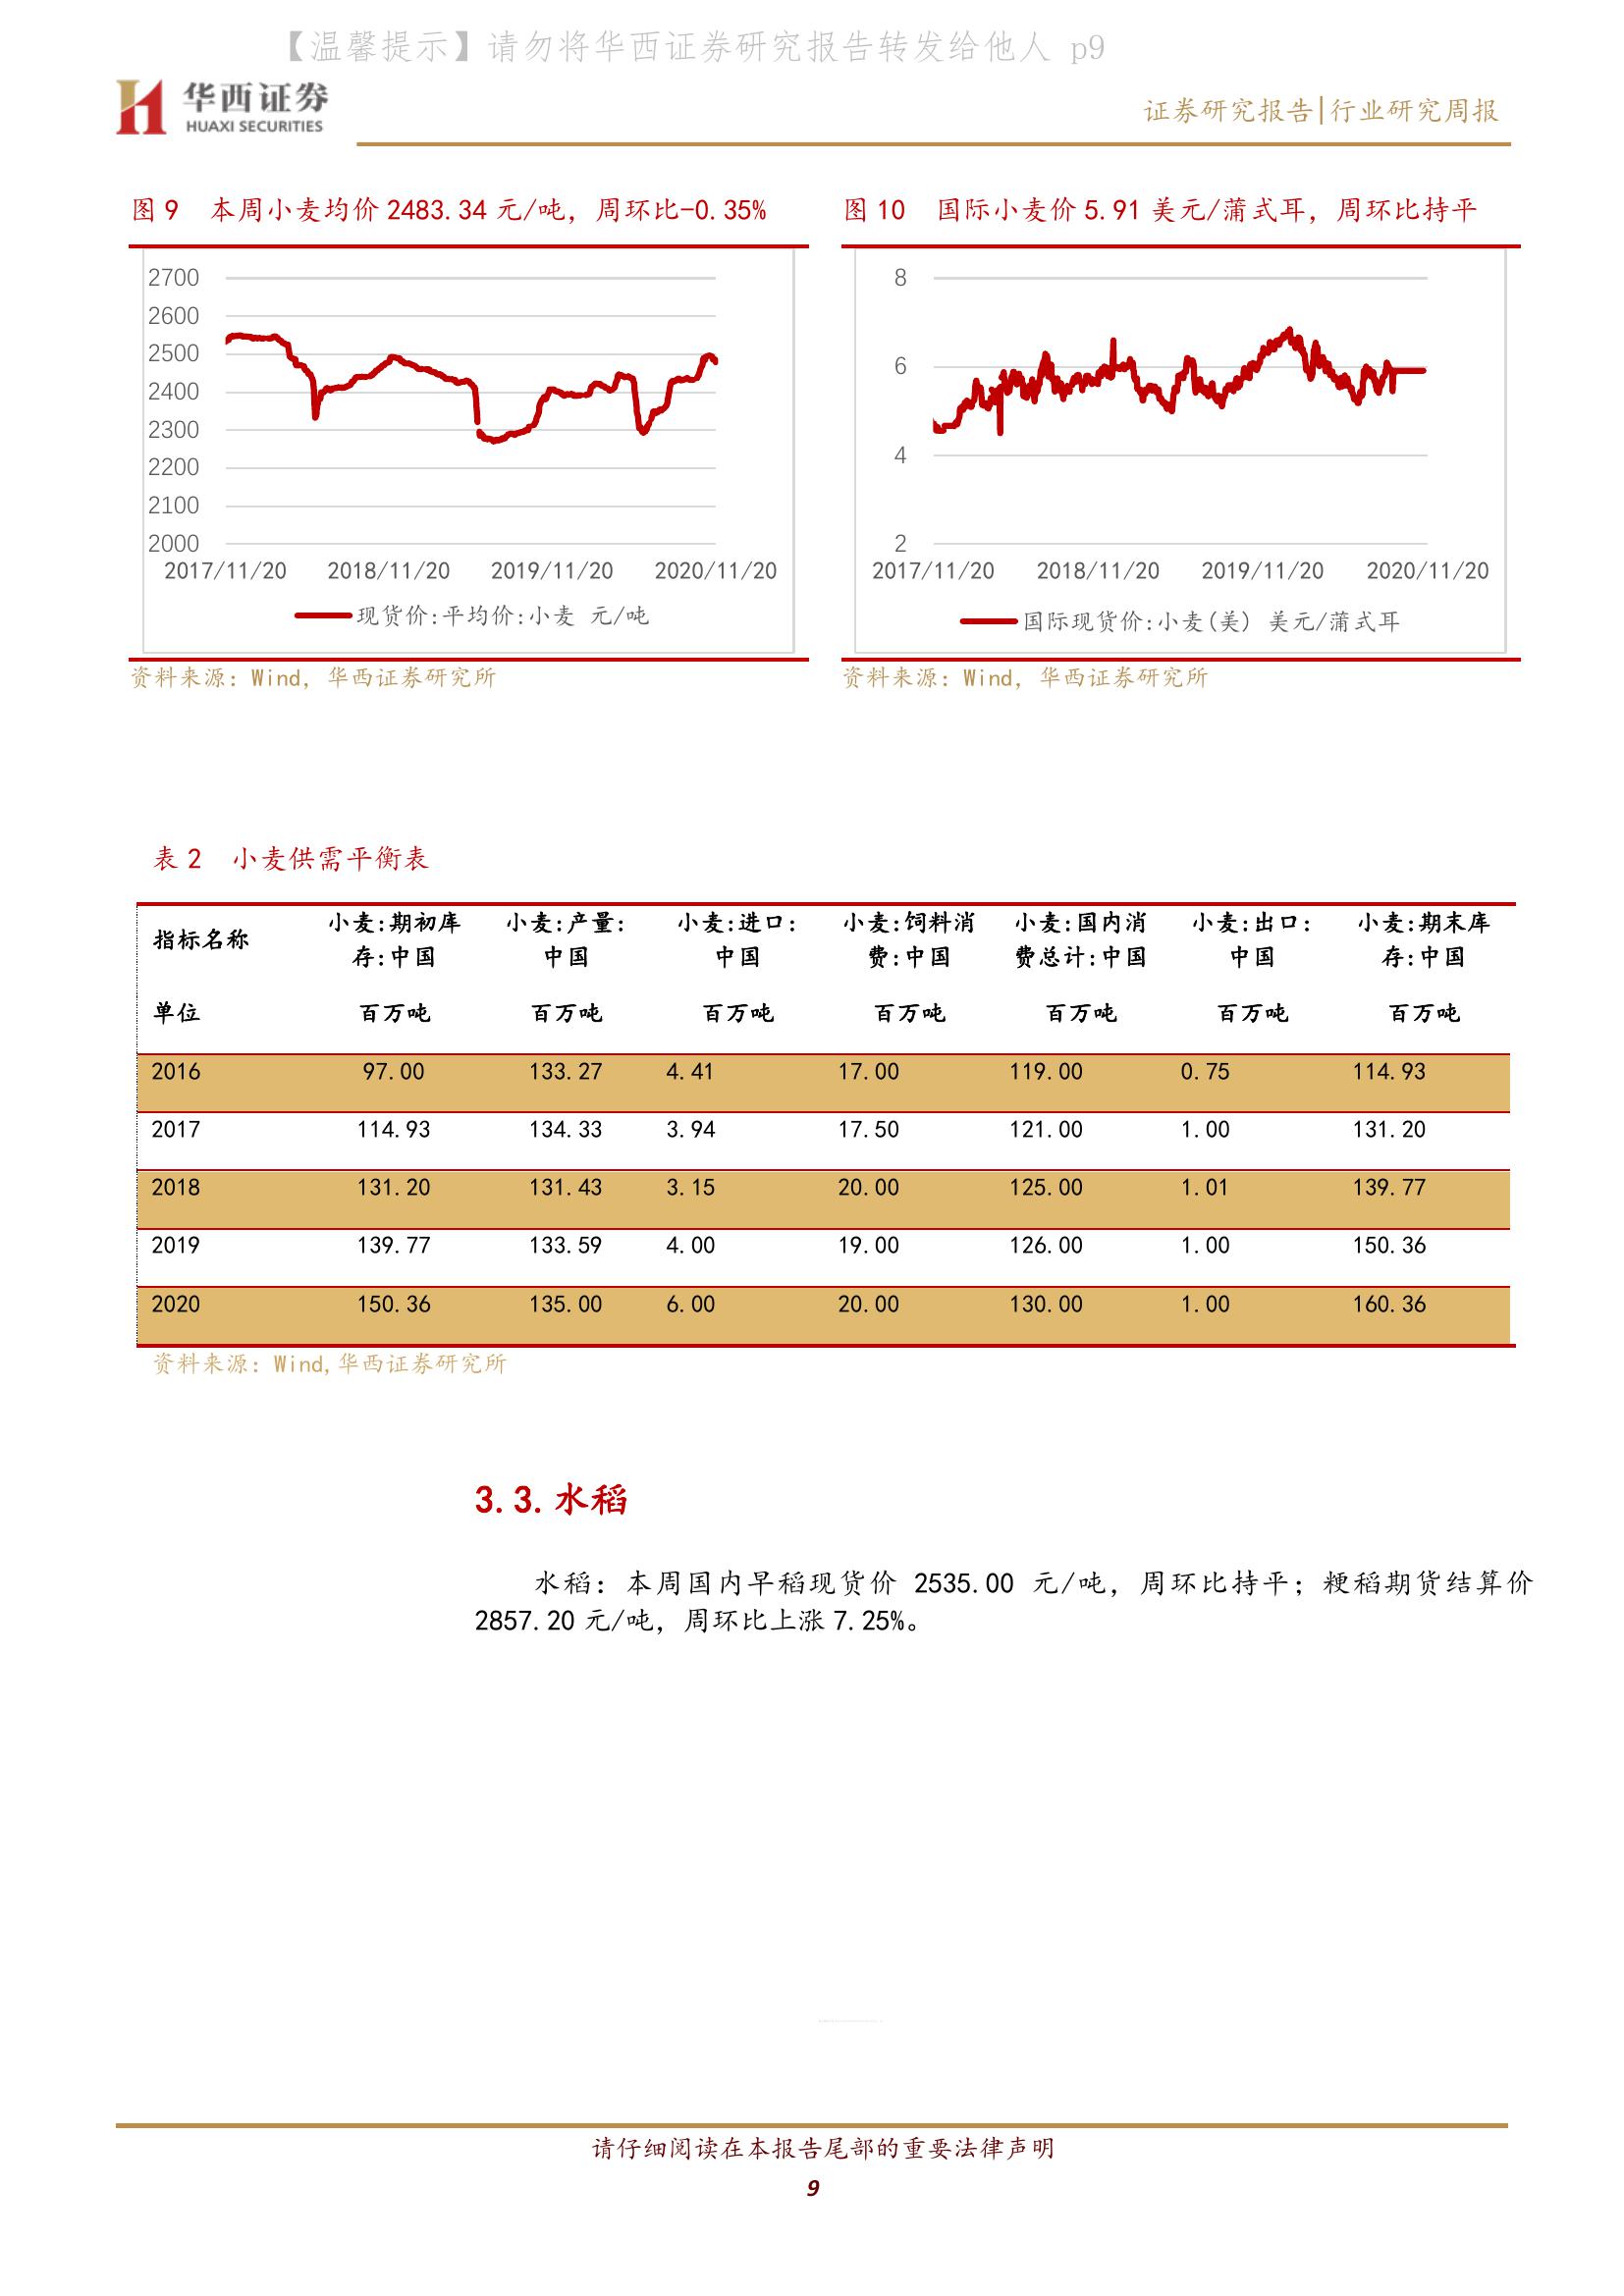 【温馨提示】请勿将华西证券研究报告转发给他人 p9
华西证券
HUAXI SECURITIES
证券研究报告|行业研究周报
图 9 本周小麦均价 2483.34 元/吨，周环比-0.35%
2700
2600
2500
2400
2300
2200
2100
2000
2017/11/20 2018/11/20 2019/11/20 2020/11/20
现货价:平均价:小麦 元/吨
资料来源：Wind，华西证券研究所
图 10 国际小麦价 5.91 美元/蒲式耳，周环比持平
8
6
4
2
2017/11/20 2018/11/20 2019/11/20 2020/11/20
国际现货价:小麦(美) 美元/蒲式耳
资料来源：Wind，华西证券研究所
表 2 小麦供需平衡表
指标名称 小麦:期初库存:中国 小麦:产量:中国 小麦:进口:中国 小麦:饲料消费:中国 小麦:国内消费总计:中国 小麦:出口:中国 小麦:期末库存:中国
单位 百万吨 百万吨 百万吨 百万吨 百万吨 百万吨 百万吨
2016 97.00 133.27 4.41 17.00 119.00 0.75 114.93
2017 114.93 134.33 3.94 17.50 121.00 1.00 131.20
2018 131.20 131.43 3.15 20.00 125.00 1.01 139.77
2019 139.77 133.59 4.00 19.00 126.00 1.00 150.36
2020 150.36 135.00 6.00 20.00 130.00 1.00 160.36
资料来源：Wind,华西证券研究所
3.3.水稻
水稻：本周国内早稻现货价 2535.00 元/吨，周环比持平；粳稻期货结算价
2857.20 元/吨，周环比上涨 7.25%。
请仔细阅读在本报告尾部的重要法律声明
9